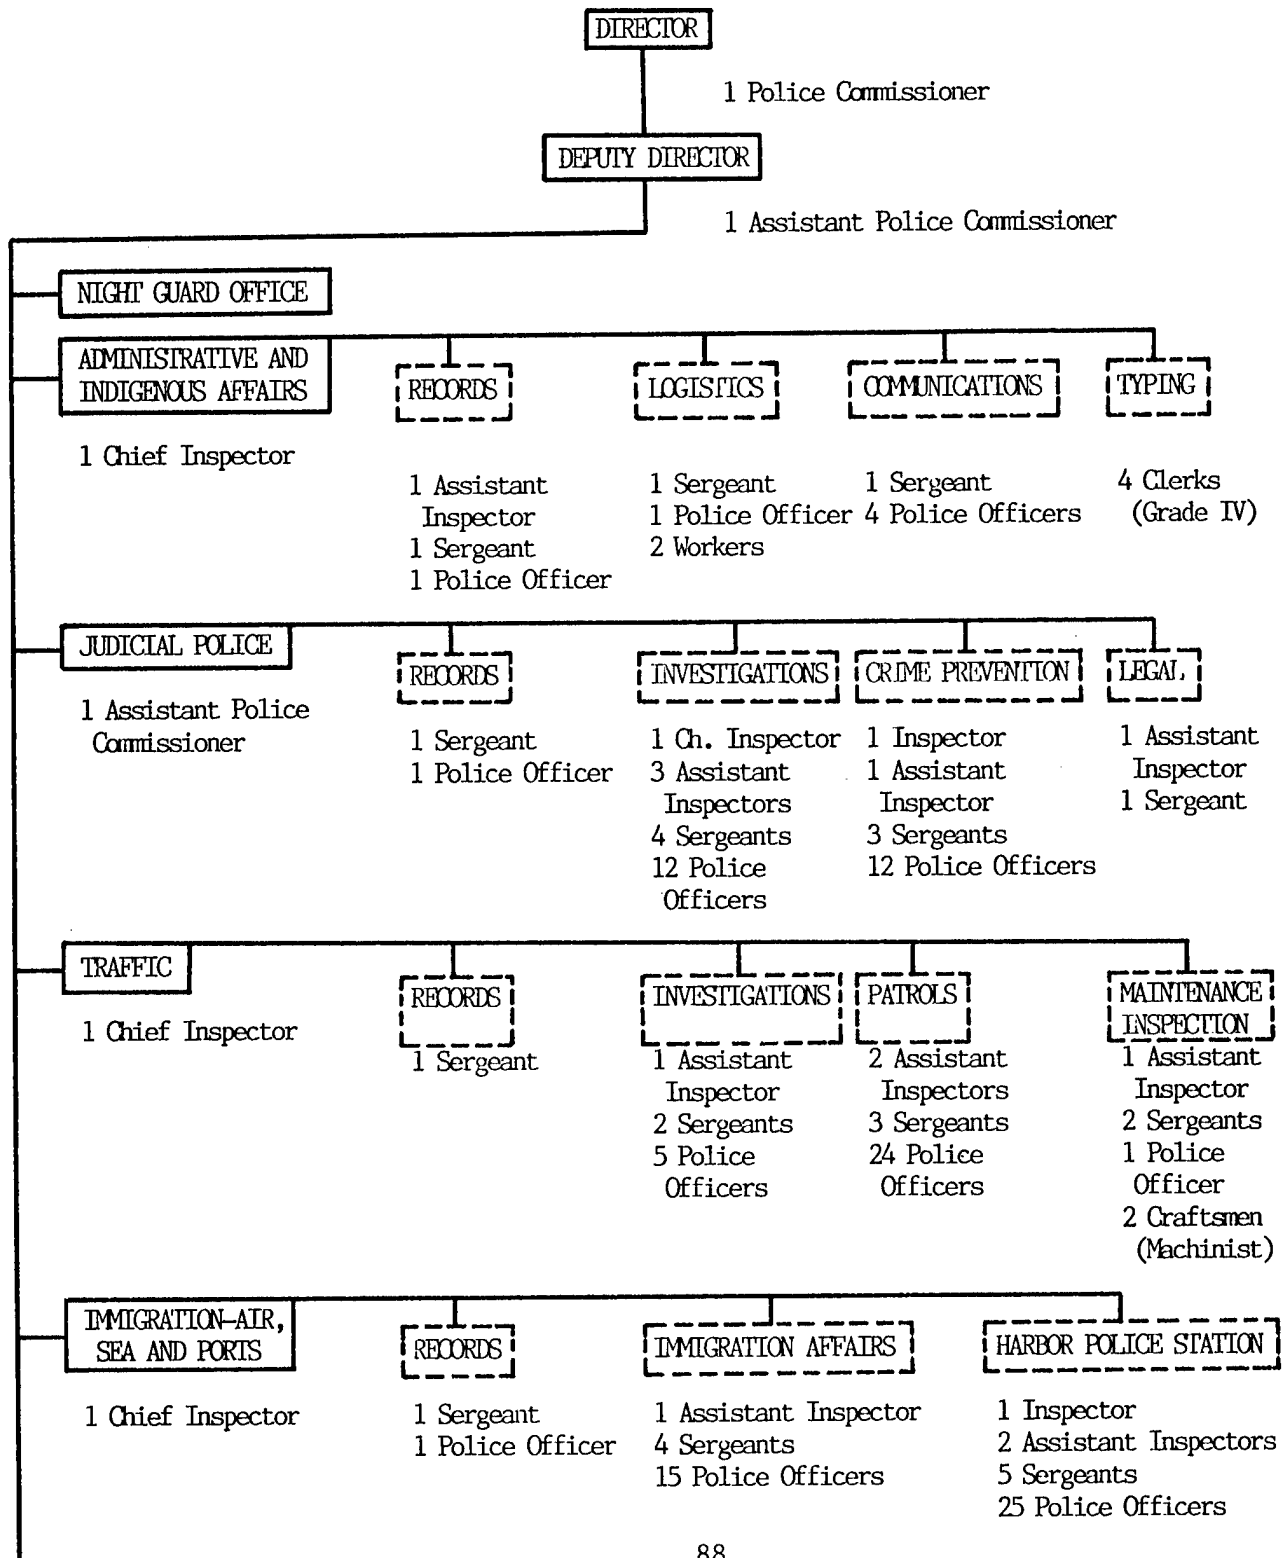 DIRECTOR
1 Police Commissioner
DEPUTY DIRECTOR
1 Assistant Police Commissioner
NIGHT GUARD OFFICE
ADMINISTRATIVE AND
INDIGENOUS AFFAIRS
1 Chief Inspector
RECORDS
1 Assistant
Inspector
1 Sergeant
1 Police Officer
LOGISTICS
1 Sergeant
1 Police Officer
2 Workers
COMMUNICATIONS
1 Sergeant
4 Police Officers
TYPING
4 Clerks
(Grade IV)
JUDICIAL POLICE
1 Assistant Police
Commissioner
RECORDS
1 Sergeant
1 Police Officer
INVESTIGATIONS
1 Ch. Inspector
3 Assistant
Inspectors
4 Sergeants
12 Police
Officers
CRIME PREVENTION
1 Inspector
1 Assistant
Inspector
3 Sergeants
12 Police Officers
LEGAL
1 Assistant
Inspector
1 Sergeant
TRAFFIC
1 Chief Inspector
RECORDS
1 Sergeant
INVESTIGATIONS
1 Assistant
Inspector
2 Sergeants
5 Police
Officers
PATROLS
2 Assistant
Inspectors
3 Sergeants
24 Police
Officers
MAINTENANCE
INSPECTION
1 Assistant
Inspector
2 Sergeants
1 Police
Officer
2 Craftsmen
(Machinist)
IMMIGRATION-AIR,
SEA AND PORTS
1 Chief Inspector
RECORDS
1 Sergeant
1 Police Officer
IMMIGRATION AFFAIRS
1 Assistant Inspector
4 Sergeants
15 Police Officers
HARBOR POLICE STATION
1 Inspector
2 Assistant Inspectors
5 Sergeants
25 Police Officers
88